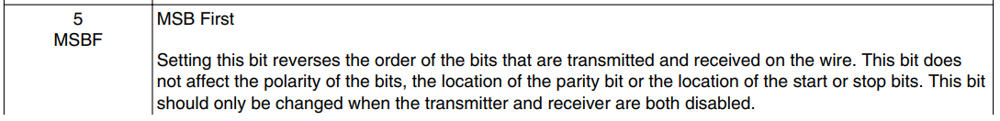 5
MSBF
MSB First
Setting this bit reverses the order of the bits that are transmitted and received on the wire. This bit does
not affect the polarity of the bits, the location of the parity bit or the location of the start or stop bits. This bit
should only be changed when the transmitter and receiver are both disabled.